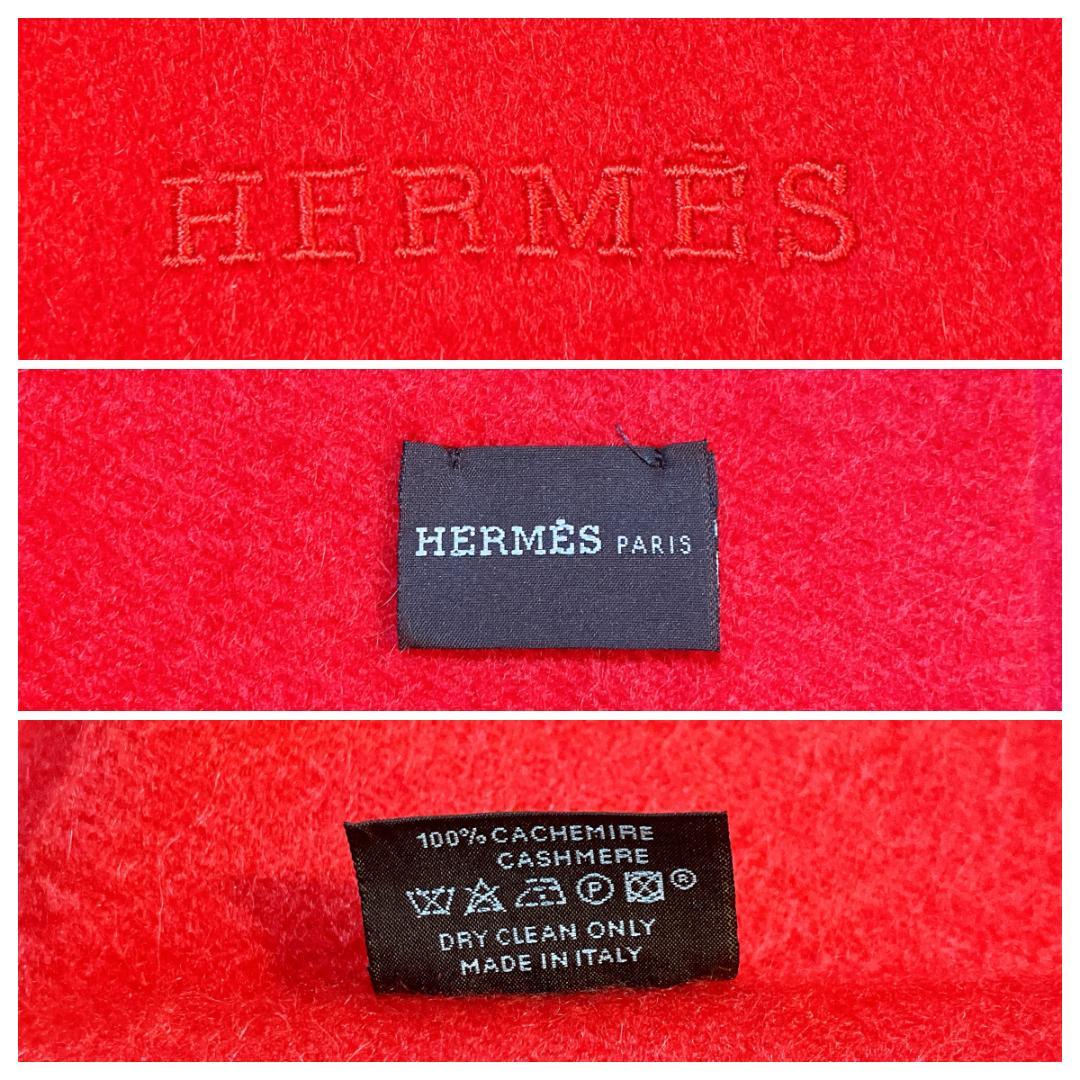 HERMÈS
HERMÈS PARIS
100% CACHEMIRE
CASHMERE
P ®
DRY CLEAN ONLY
MADE IN ITALY